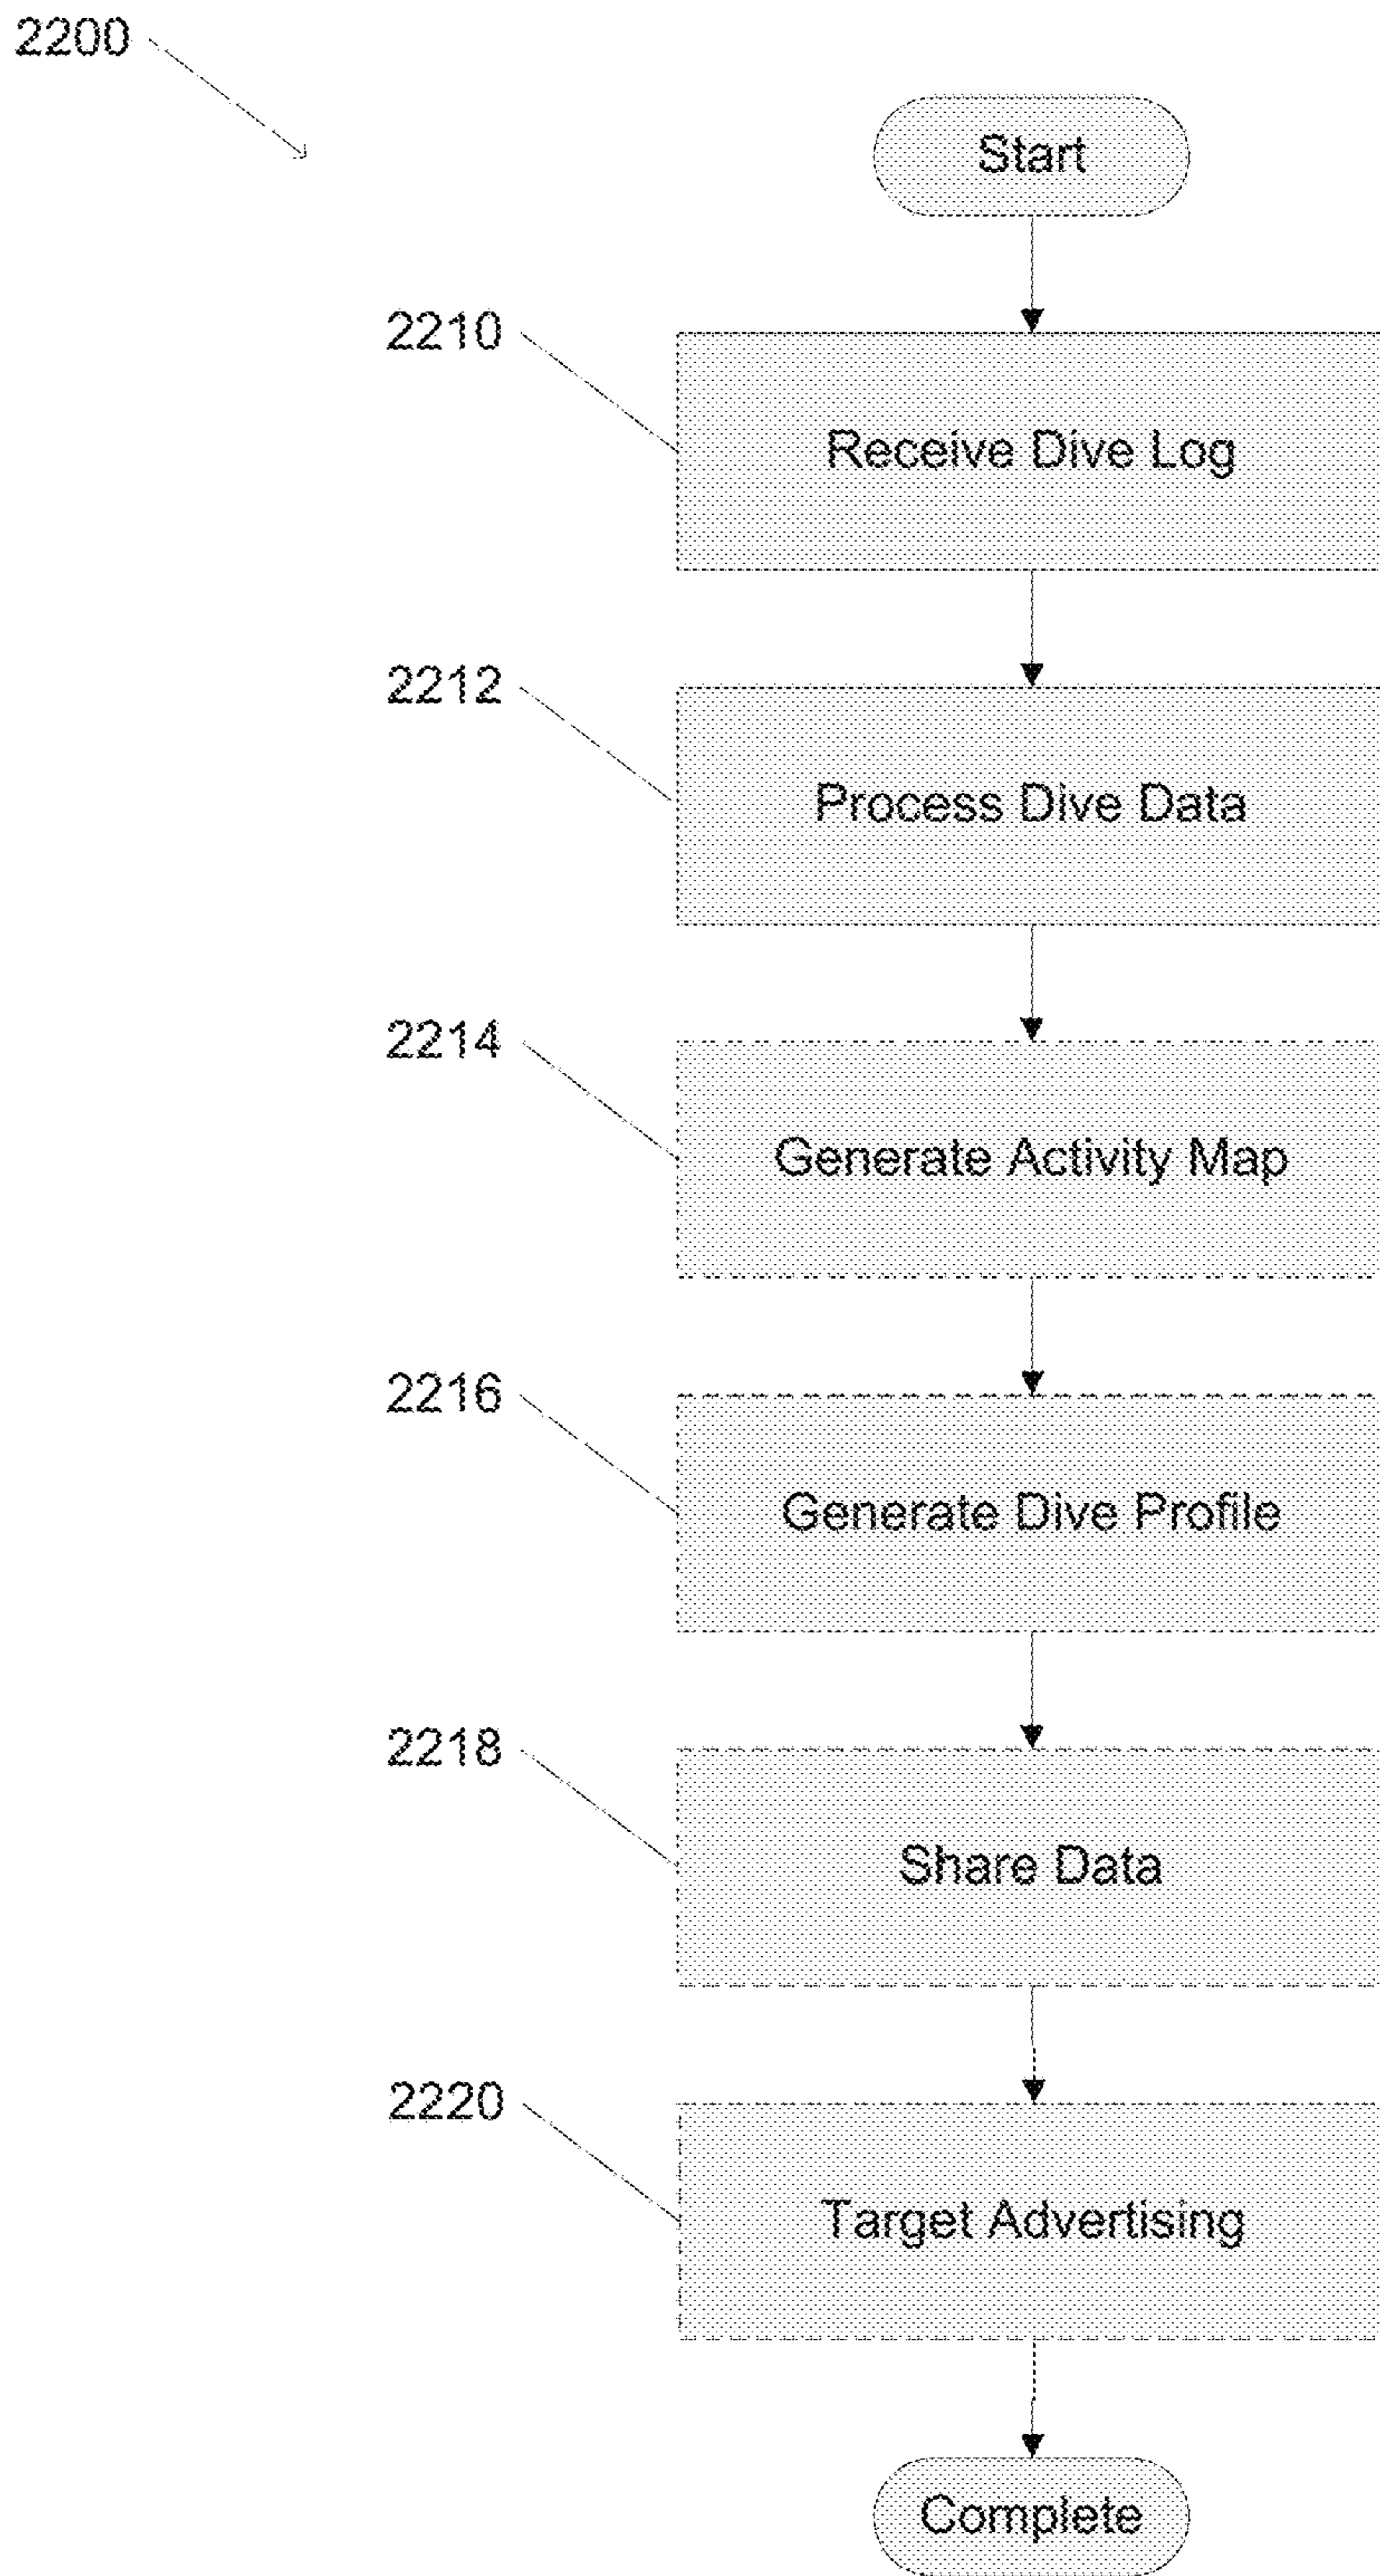 2200
Start
2210
Receive Dive Log
2212
Process Dive Data
2214
Generate Activity Map
2216
Generate Dive Profile
2218
Share Data
2220
Target Advertising
Complete